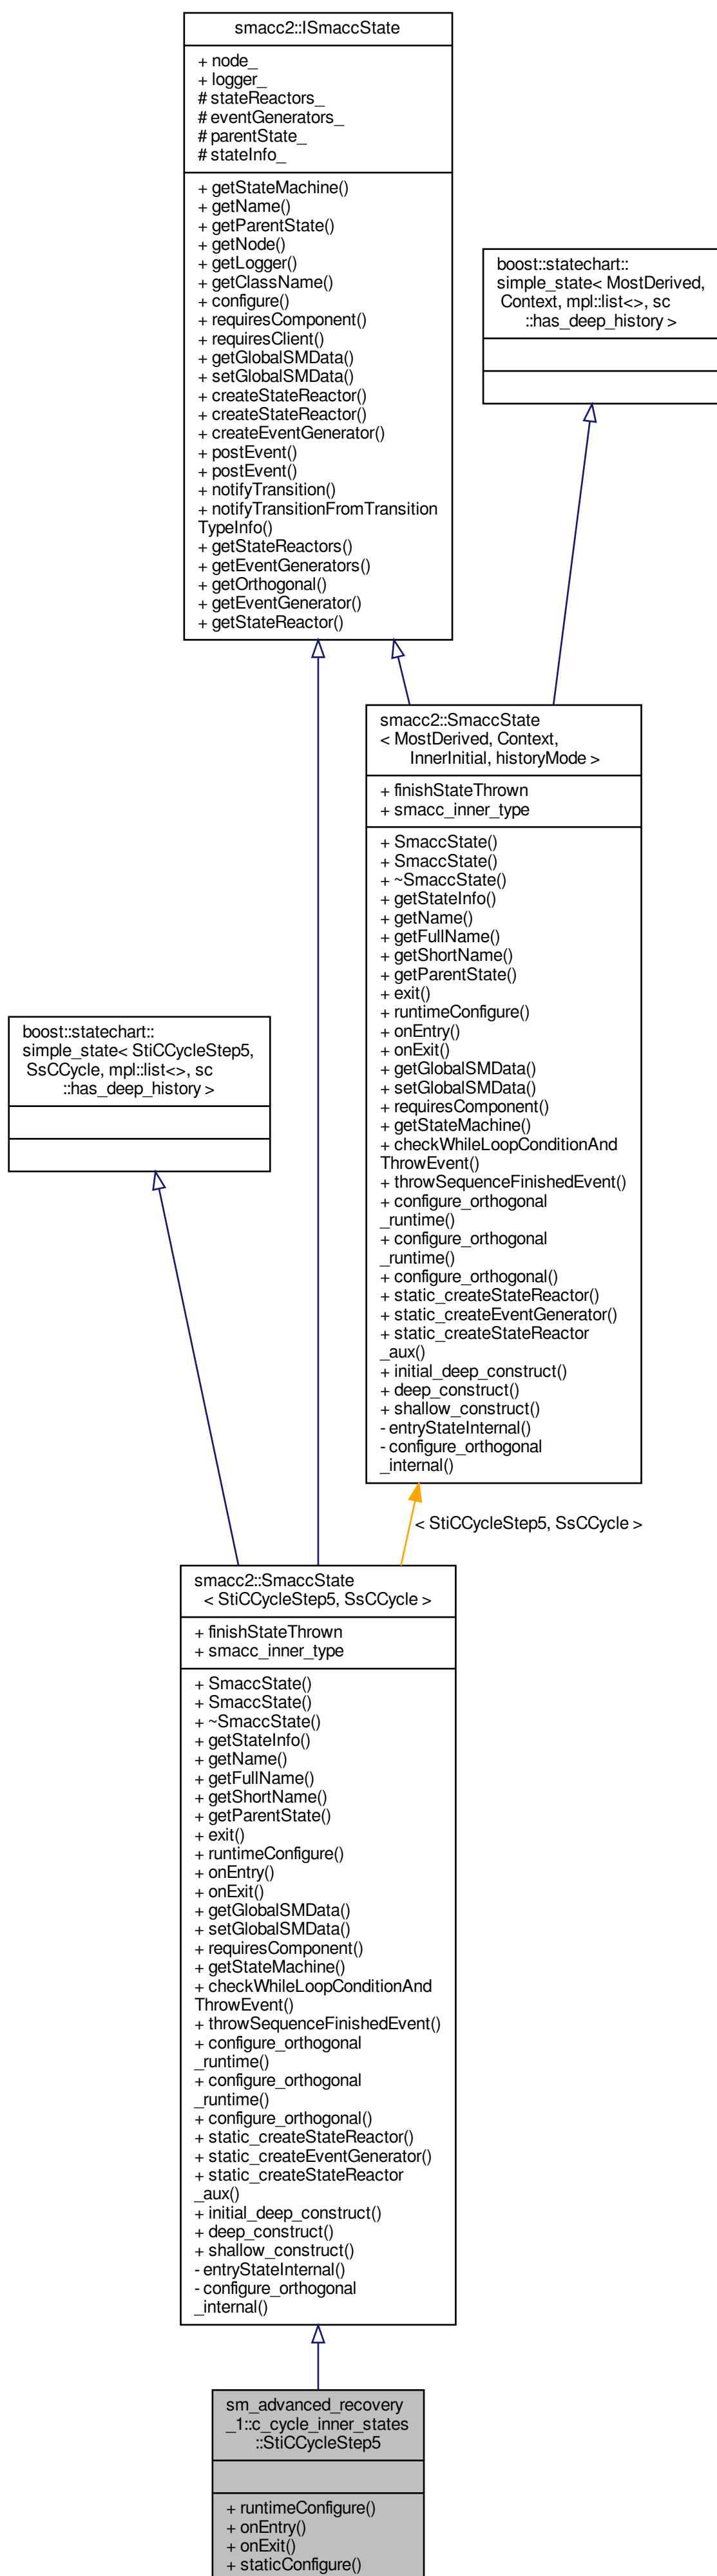 smacc2::ISmaccState
+ node_
+ logger_
# stateReactors_
# eventGenerators_
# parentState_
# stateInfo_
+ getStateMachine()
+ getName()
+ getParentState()
+ getNode()
+ getLogger()
+ getClassName()
+ configure()
+ requiresComponent()
+ requiresClient()
+ getGlobalSMData()
+ setGlobalSMData()
+ createStateReactor()
+ createStateReactor()
+ createEventGenerator()
+ postEvent()
+ postEvent()
+ notifyTransition()
+ notifyTransitionFromTransition
TypeInfo()
+ getStateReactors()
+ getEventGenerators()
+ getOrthogonal()
+ getEventGenerator()
+ getStateReactor()
boost::statechart::
simple_state< MostDerived,
Context, mpl::list<>, sc
::has_deep_history >
smacc2::SmaccState
< MostDerived, Context,
InnerInitial, historyMode >
+ finishStateThrown
+ smacc_inner_type
+ SmaccState()
+ SmaccState()
+ ~SmaccState()
+ getStateInfo()
+ getName()
+ getFullName()
+ getShortName()
+ getParentState()
+ exit()
+ runtimeConfigure()
+ onEntry()
+ onExit()
+ getGlobalSMData()
+ setGlobalSMData()
+ requiresComponent()
+ getStateMachine()
+ checkWhileLoopConditionAnd
ThrowEvent()
+ throwSequenceFinishedEvent()
+ configure_orthogonal
_runtime()
+ configure_orthogonal
_runtime()
+ configure_orthogonal()
+ static_createStateReactor()
+ static_createEventGenerator()
+ static_createStateReactor
_aux()
+ initial_deep_construct()
+ deep_construct()
+ shallow_construct()
- entryStateInternal()
- configure_orthogonal
_internal()
boost::statechart::
simple_state< StiCCycleStep5,
SsCCycle, mpl::list<>, sc
::has_deep_history >
< StiCCycleStep5, SsCCycle >
smacc2::SmaccState
< StiCCycleStep5, SsCCycle >
+ finishStateThrown
+ smacc_inner_type
+ SmaccState()
+ SmaccState()
+ ~SmaccState()
+ getStateInfo()
+ getName()
+ getFullName()
+ getShortName()
+ getParentState()
+ exit()
+ runtimeConfigure()
+ onEntry()
+ onExit()
+ getGlobalSMData()
+ setGlobalSMData()
+ requiresComponent()
+ getStateMachine()
+ checkWhileLoopConditionAnd
ThrowEvent()
+ throwSequenceFinishedEvent()
+ configure_orthogonal
_runtime()
+ configure_orthogonal
_runtime()
+ configure_orthogonal()
+ static_createStateReactor()
+ static_createEventGenerator()
+ static_createStateReactor
_aux()
+ initial_deep_construct()
+ deep_construct()
+ shallow_construct()
- entryStateInternal()
- configure_orthogonal
_internal()
sm_advanced_recovery
_1::c_cycle_inner_states
::StiCCycleStep5
+ runtimeConfigure()
+ onEntry()
+ onExit()
+ staticConfigure()